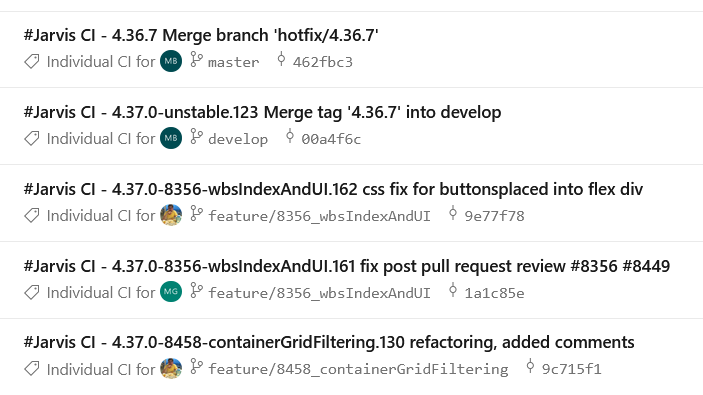 #Jarvis CI - 4.36.7 Merge branch 'hotfix/4.36.7'
Individual CI for MB master 462fbc3
#Jarvis CI - 4.37.0-unstable.123 Merge tag '4.36.7' into develop
Individual CI for MB develop 00a4f6c
#Jarvis CI - 4.37.0-8356-wbsIndexAndUI.162 css fix for buttonsplaced into flex div
Individual CI for feature/8356_wbsIndexAndUI 9e77f78
#Jarvis CI - 4.37.0-8356-wbsIndexAndUI.161 fix post pull request review #8356 #8449
Individual CI for MG feature/8356_wbsIndexAndUI 1a1c85e
#Jarvis CI - 4.37.0-8458-containerGridFiltering.130 refactoring, added comments
Individual CI for feature/8458_containerGridFiltering 9c715f1